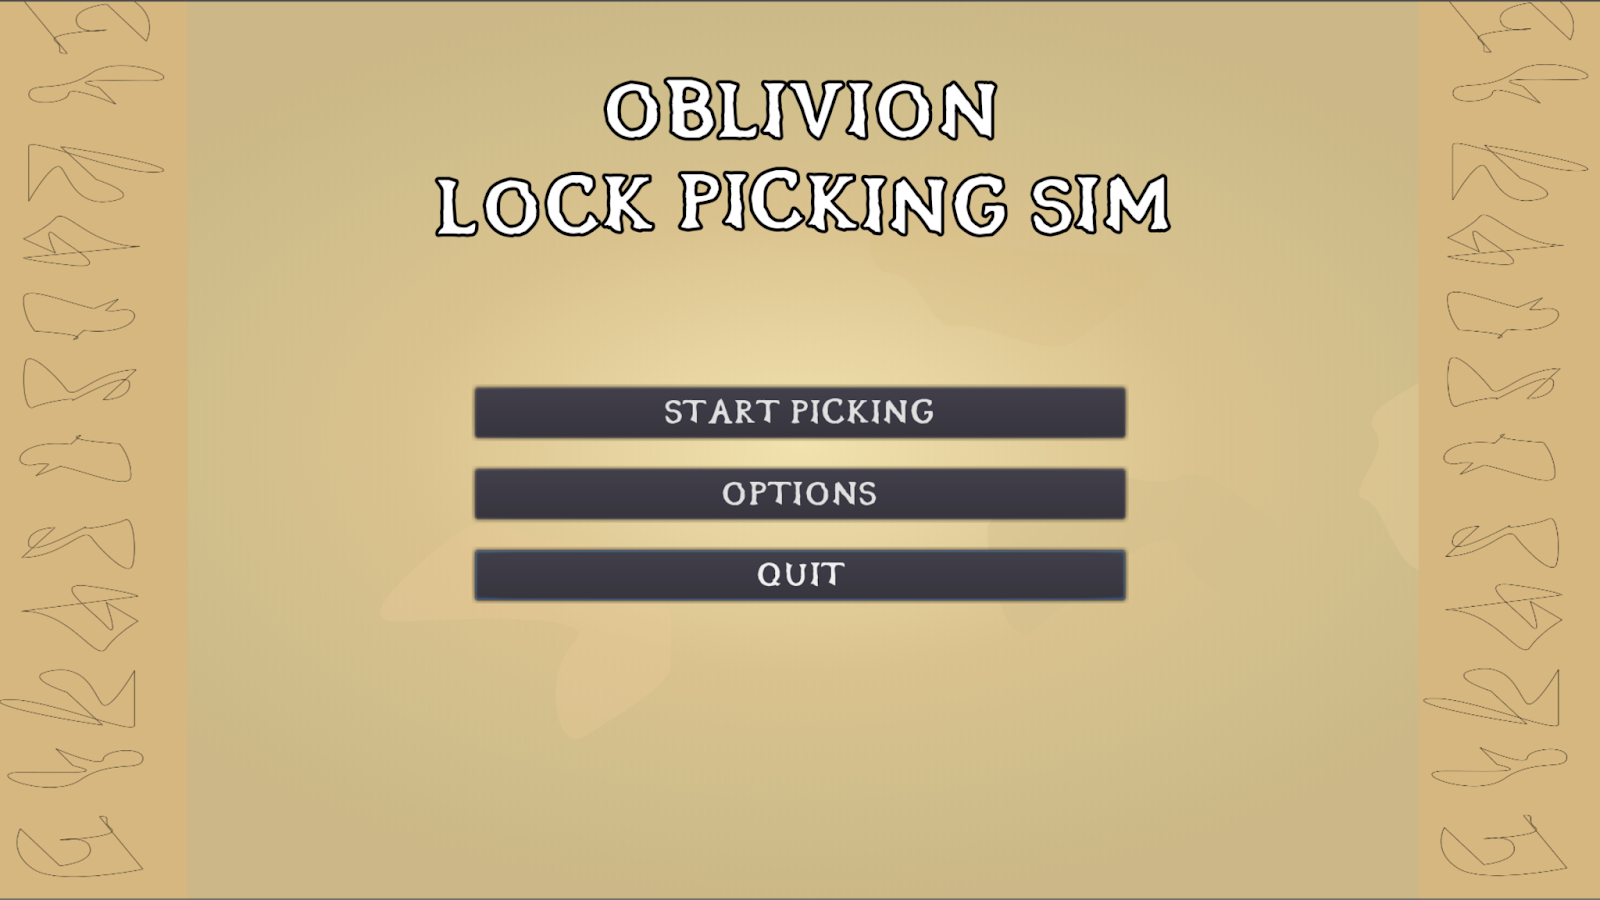 OBLIVION
LOCK PICKING SIM
START PICKING
OPTIONS
QUIT